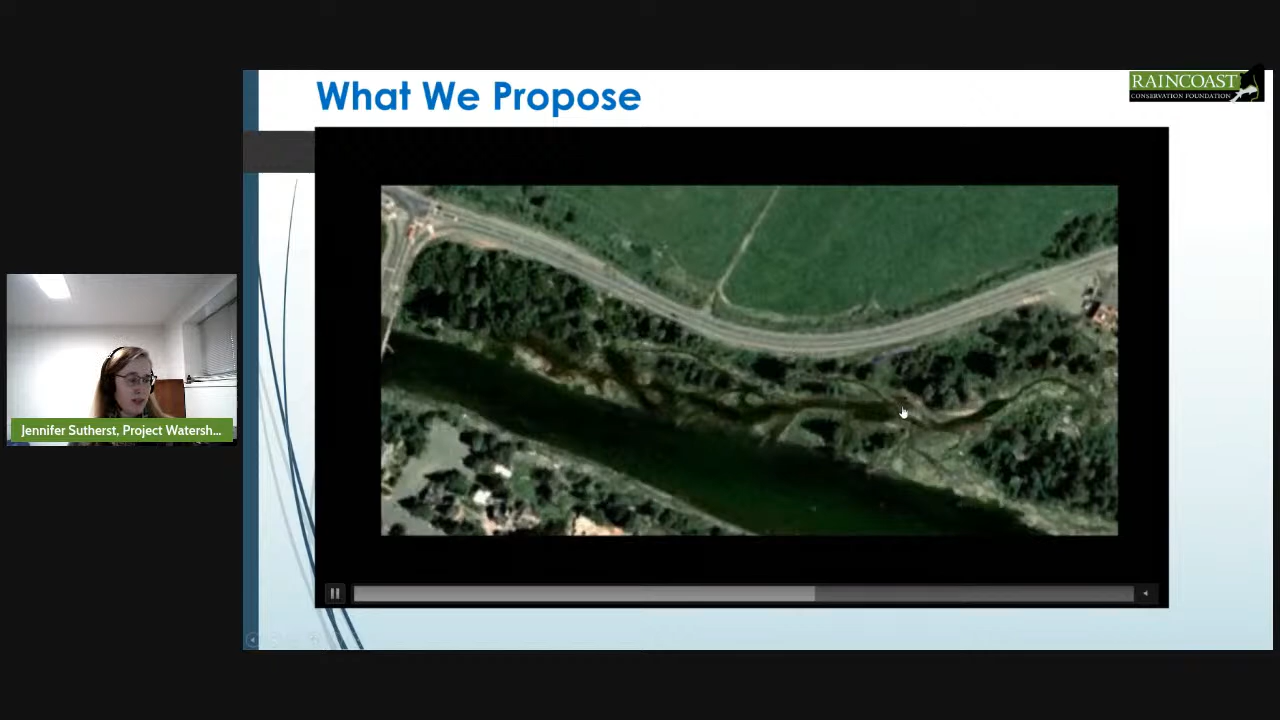 What We Propose
RAINCOAST
CONSERVATION FOUNDATION
Jennifer Sutherst, Project Watersh...